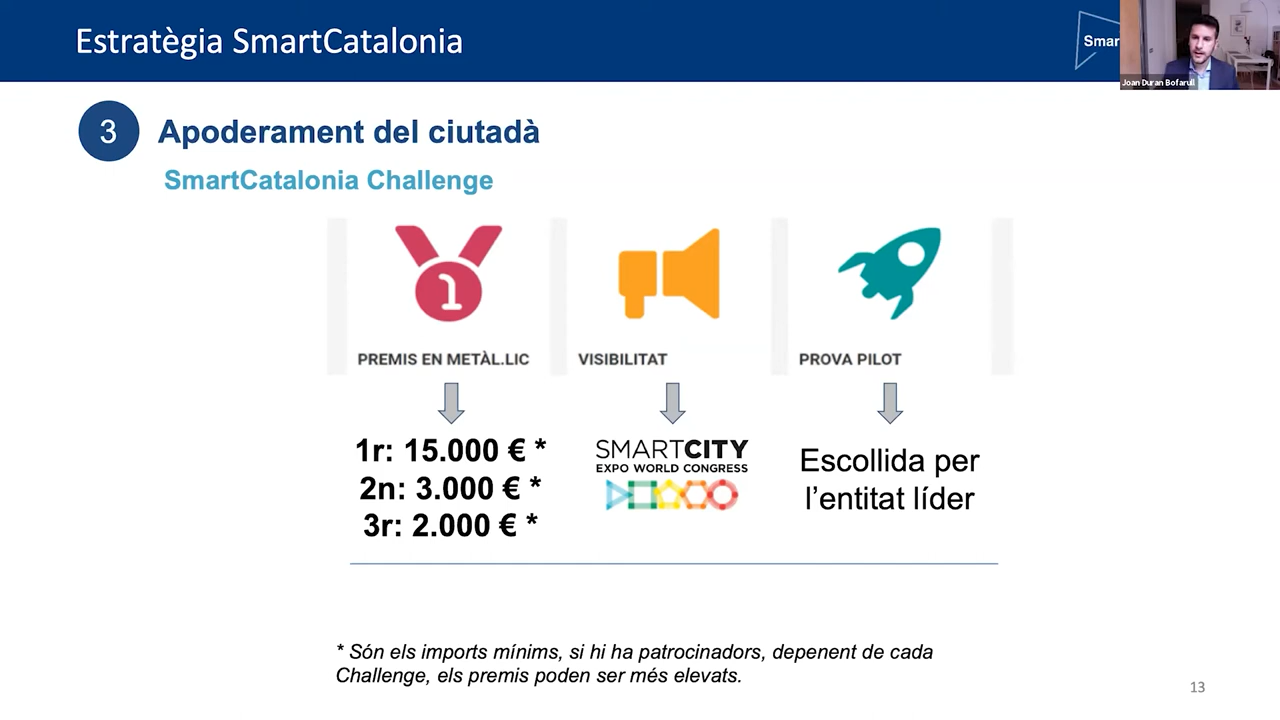 Estratègia SmartCatalonia
Smar
Joan Duran Bofarull
3
Apoderament del ciutadà
SmartCatalonia Challenge
1
PREMIS EN METÀL.LIC
VISIBILITAT
PROVA PILOT
1r: 15.000 € *
2n: 3.000 € *
3r: 2.000 € *
SMARTCITY
EXPO WORLD CONGRESS
Escollida per
l’entitat líder
* Són els imports mínims, si hi ha patrocinadors, depenent de cada
Challenge, els premis poden ser més elevats.
13